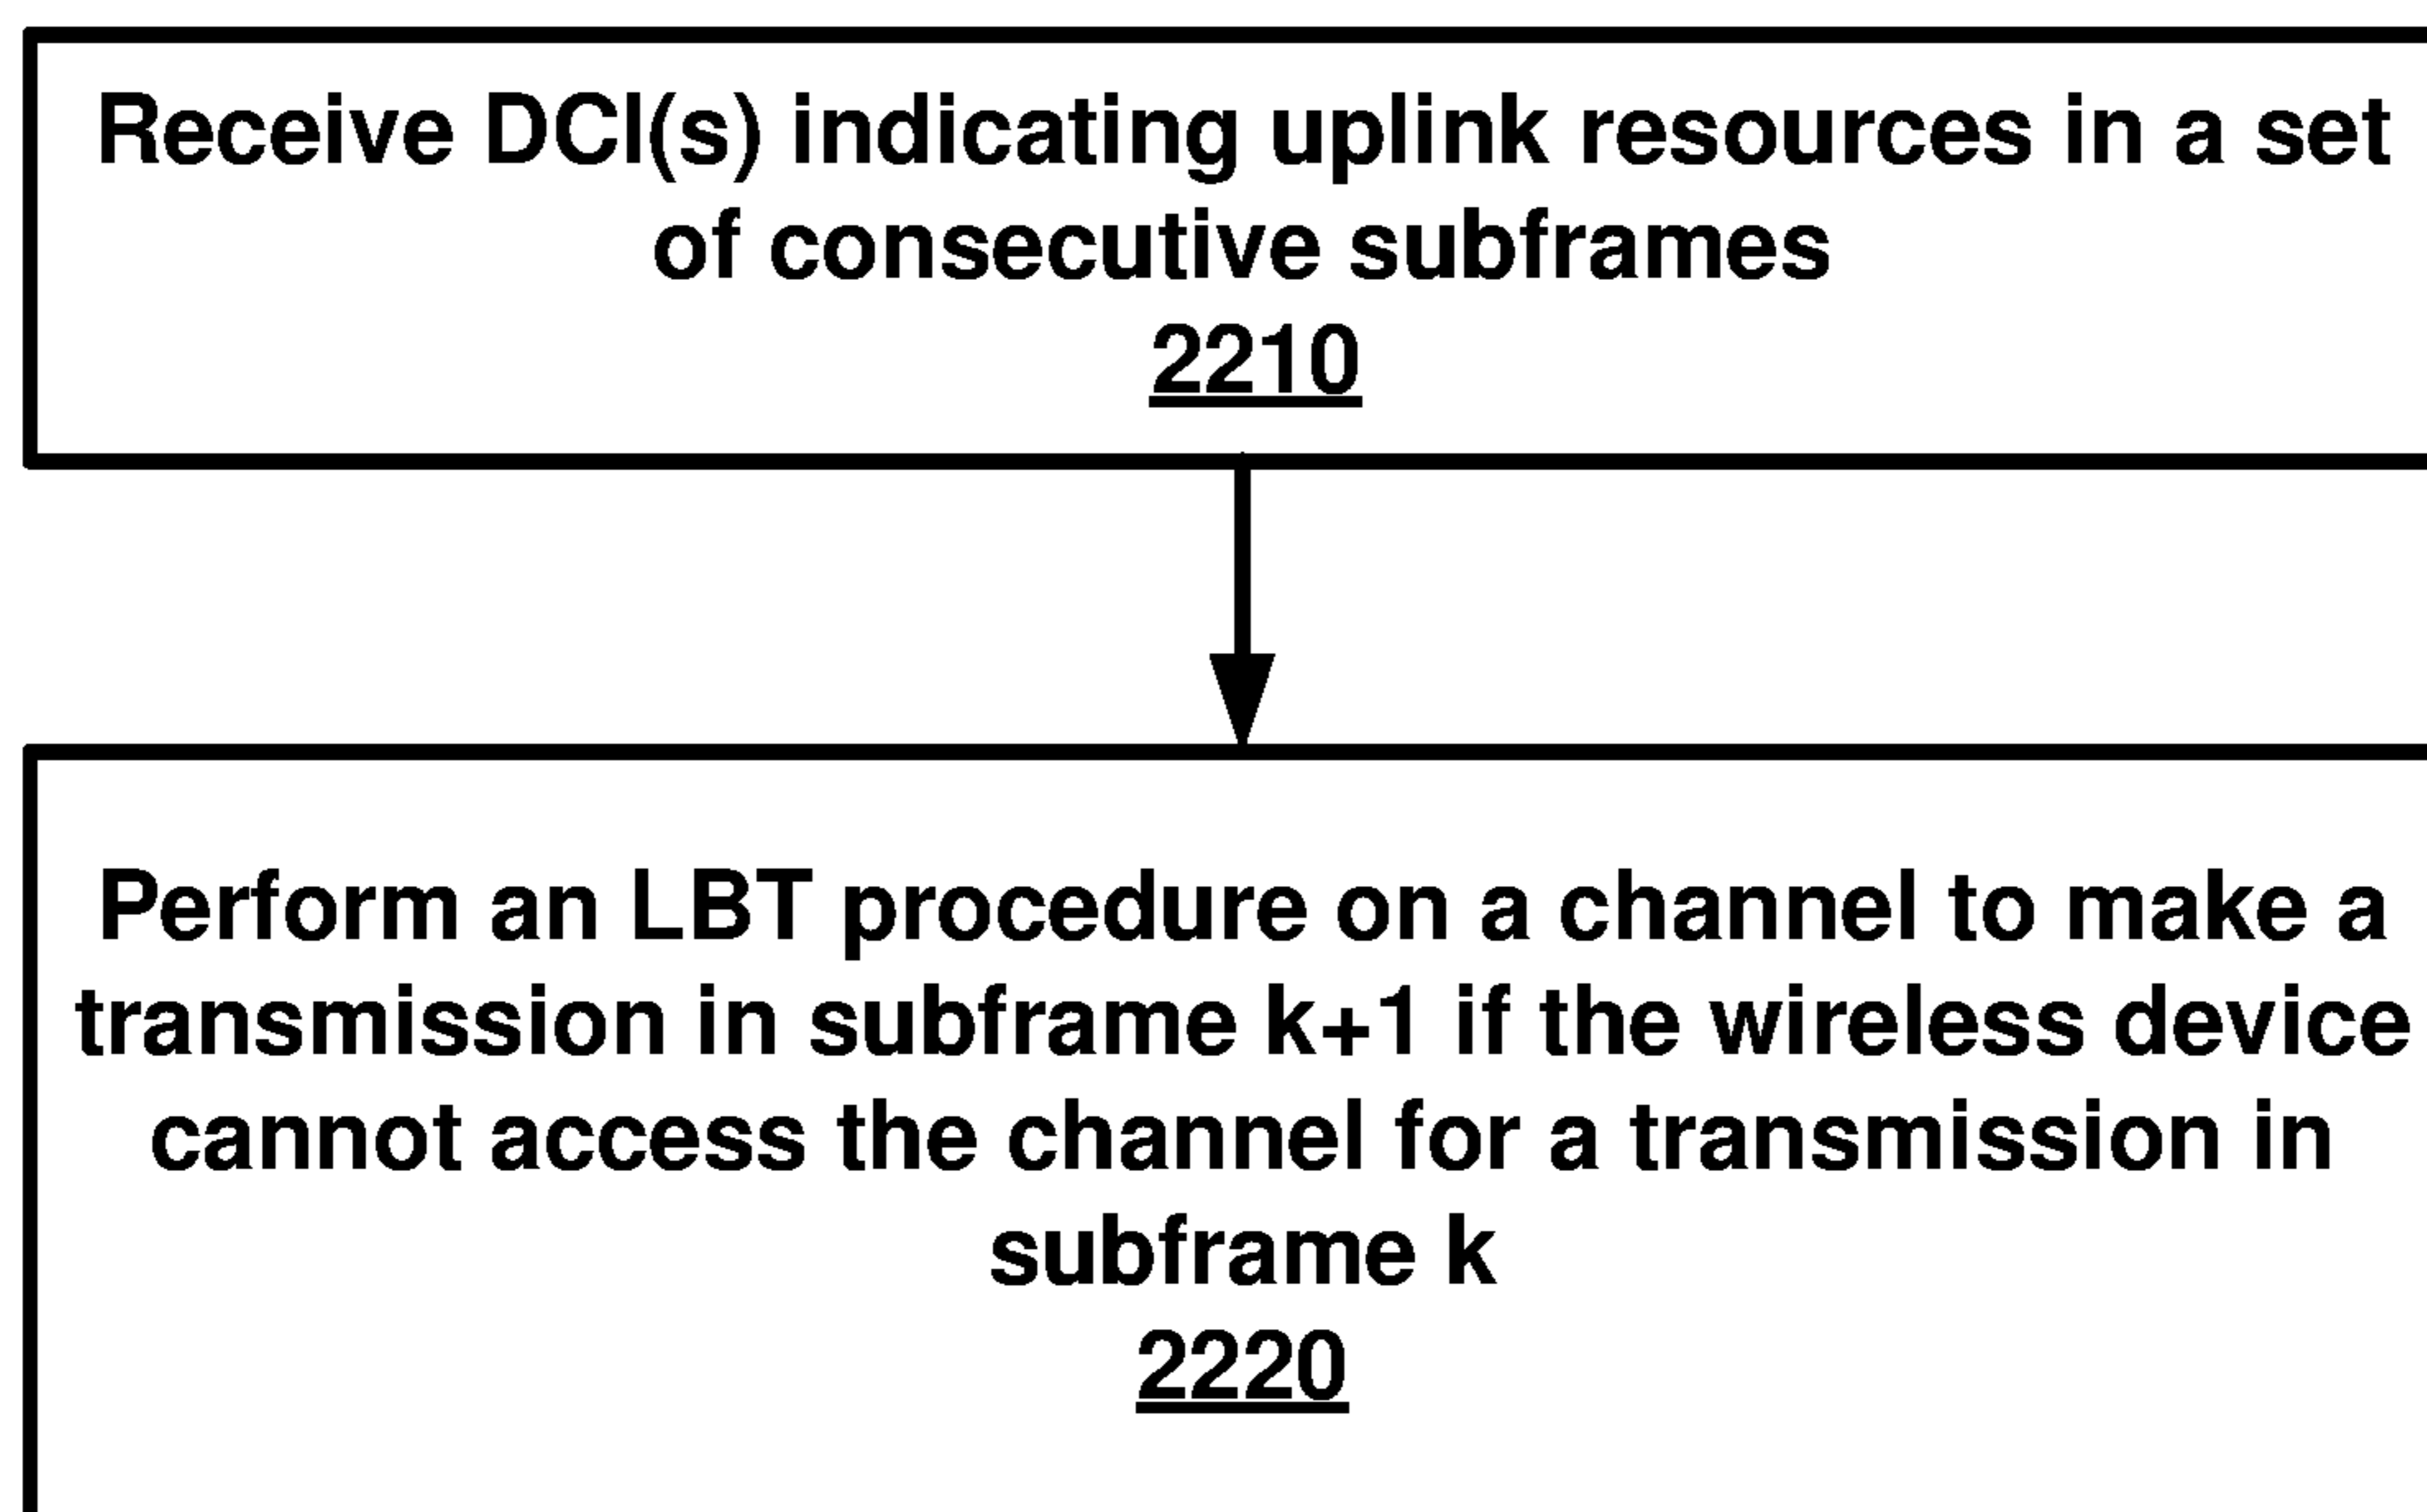 Receive DCI(s) indicating uplink resources in a set
of consecutive subframes
2210
Perform an LBT procedure on a channel to make a
transmission in subframe k+1 if the wireless device
cannot access the channel for a transmission in
subframe k
2220